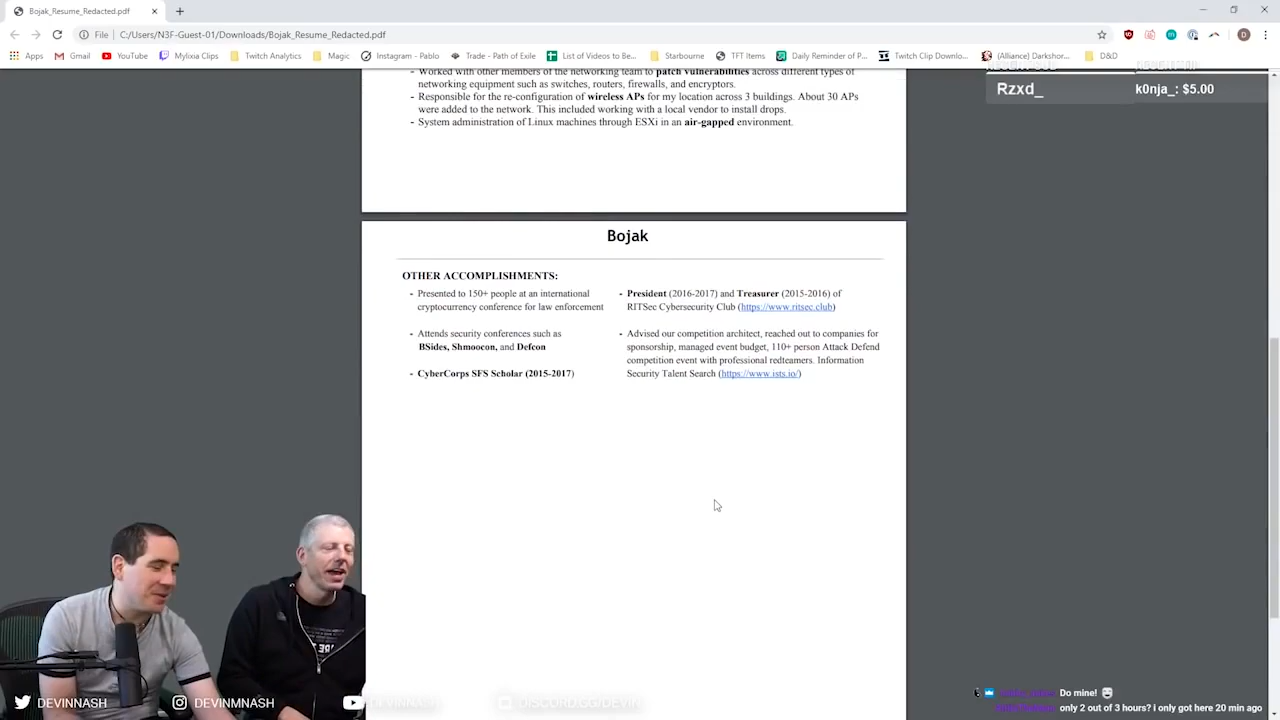 Bojak_Resume_Redacted.pdf
File | C:/Users/N3F-Guest-01/Downloads/Bojak_Resume_Redacted.pdf
Apps Gmail YouTube Mylixia Clips Twitch Analytics Magic Instagram - Pablo Trade - Path of Exile List of Videos to Be... Starbourne TFT Items Daily Reminder of P... Twitch Clip Downlo... (Alliance) Darkshor... D&D
- Worked with other members of the networking team to patch vulnerabilities across different types of
networking equipment such as switches, routers, firewalls, and encryptors.
- Responsible for the re-configuration of wireless APs for my location across 3 buildings. About 30 APs
were added to the network. This included working with a local vendor to install drops.
- System administration of Linux machines through ESXi in an air-gapped environment.
Rzxd_
k0nja_: $5.00
Bojak
OTHER ACCOMPLISHMENTS:
- Presented to 150+ people at an international
cryptocurrency conference for law enforcement
- Attends security conferences such as
BSides, Shmoocon, and Defcon
- CyberCorps SFS Scholar (2015-2017)
- President (2016-2017) and Treasurer (2015-2016) of
RITSec Cybersecurity Club (https://www.ritsec.club)
- Advised our competition architect, reached out to companies for
sponsorship, managed event budget, 110+ person Attack Defend
competition event with professional redteamers. Information
Security Talent Search (https://www.ists.io/)
DEVINNASH
DEVINMNASH
DISCORD.GG/DEVIN
Do mine!
only 2 out of 3 hours? i only got here 20 min ago